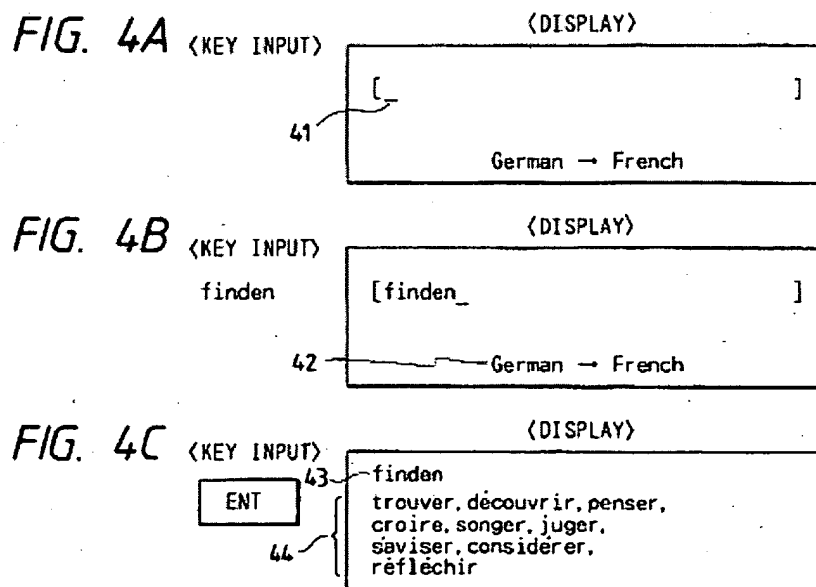 FIG. 4A 〈KEY INPUT〉 〈DISPLAY〉
[_ ]
41
German → French
FIG. 4B 〈KEY INPUT〉 〈DISPLAY〉
finden [finden_ ]
42 German → French
FIG. 4C 〈KEY INPUT〉 〈DISPLAY〉
43 finden
ENT trouver, découvrir, penser,
croire, songer, juger,
44 śaviser, considérer,
réfléchir